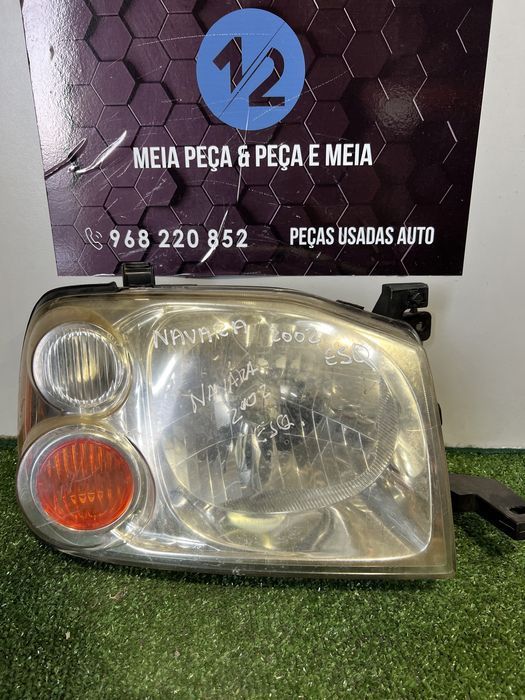 1/2
MEIA PEÇA & PEÇA E MEIA
968 220 852 PEÇAS USADAS AUTO
NAVARA 2002
ESQ
NAVARA
2002
ESQ.